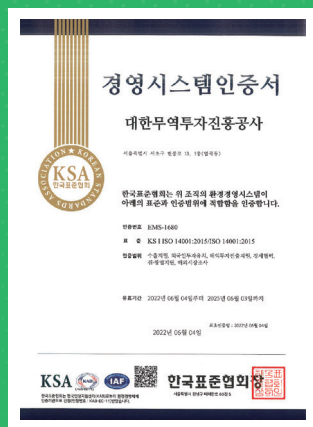 경영시스템인증서
대한무역투자진흥공사
서울특별시 서초구 헌릉로 13, 1층(염곡동)
KOREAN STANDARDS ASSOCIATION
KSA
한국표준협회
한국표준협회는 위 조직의 환경경영시스템이
아래의 표준과 인증범위에 적합함을 인증합니다.
인증번호 EMS-1680
표 준 KS I ISO 14001:2015/ISO 14001:2015
인증범위 수출지원, 외국인투자유치, 해외투자진출지원, 경제협력,
해외시장조사
유효기간 2022년 06월 04일부터 2025년 06월 03일까지
2022년 06월 04일
KSA
KAB
IAF
한국표준협회장